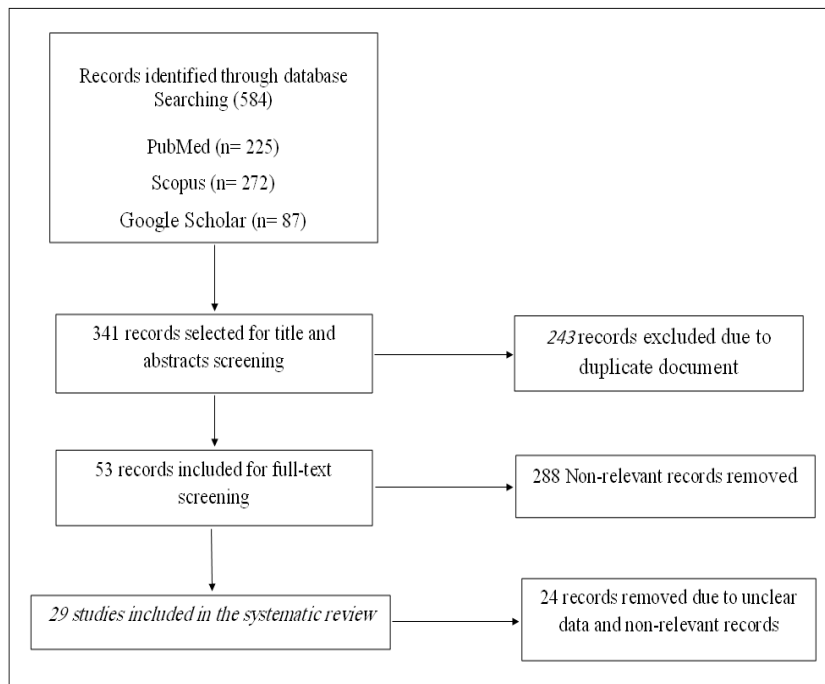 Records identified through database
Searching (584)
PubMed (n= 225)
Scopus (n= 272)
Google Scholar (n= 87)
341 records selected for title and
abstracts screening
243 records excluded due to
duplicate document
53 records included for full-text
screening
288 Non-relevant records removed
29 studies included in the systematic review
24 records removed due to unclear
data and non-relevant records